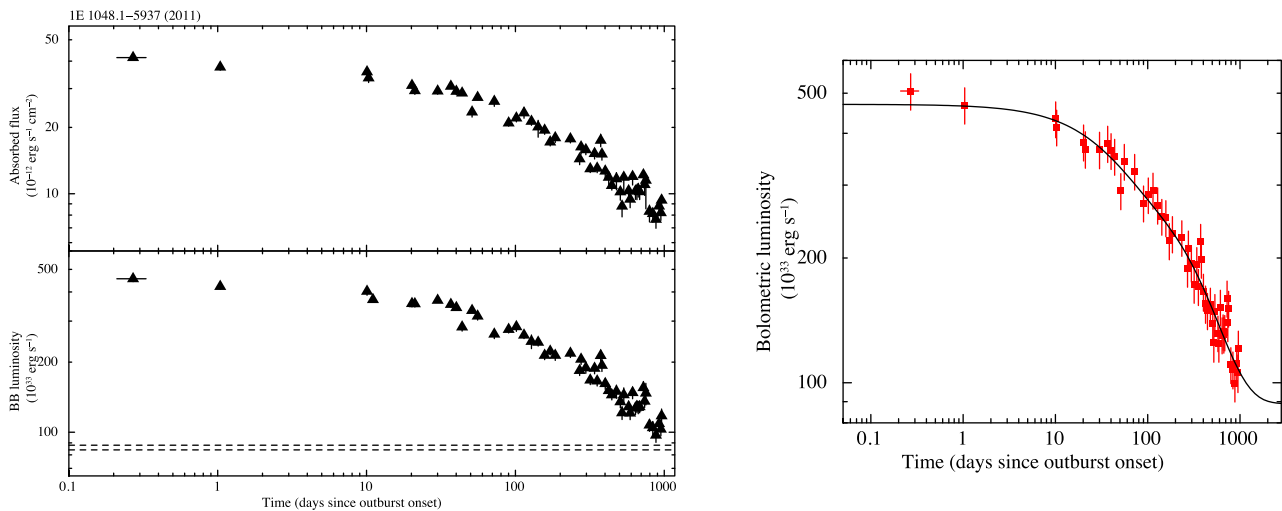 1E 1048.1−5937 (2011)
50
20
10
Absorbed flux
(10⁻¹² erg s⁻¹ cm⁻²)
500
200
100
BB luminosity
(10³³ erg s⁻¹)
0.1 1 10 100 1000
Time (days since outburst onset)
500
200
100
Bolometric luminosity
(10³³ erg s⁻¹)
0.1 1 10 100 1000
Time (days since outburst onset)